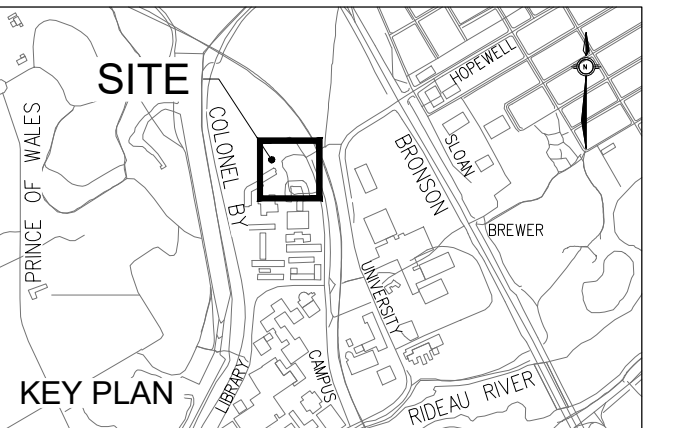 HOPEWELL
SITE
N
PRINCE OF WALES
COLONEL BY
BRONSON
SLOAN
BREWER
UNIVERSITY
LIBRARY
CAMPUS
KEY PLAN
RIDEAU RIVER